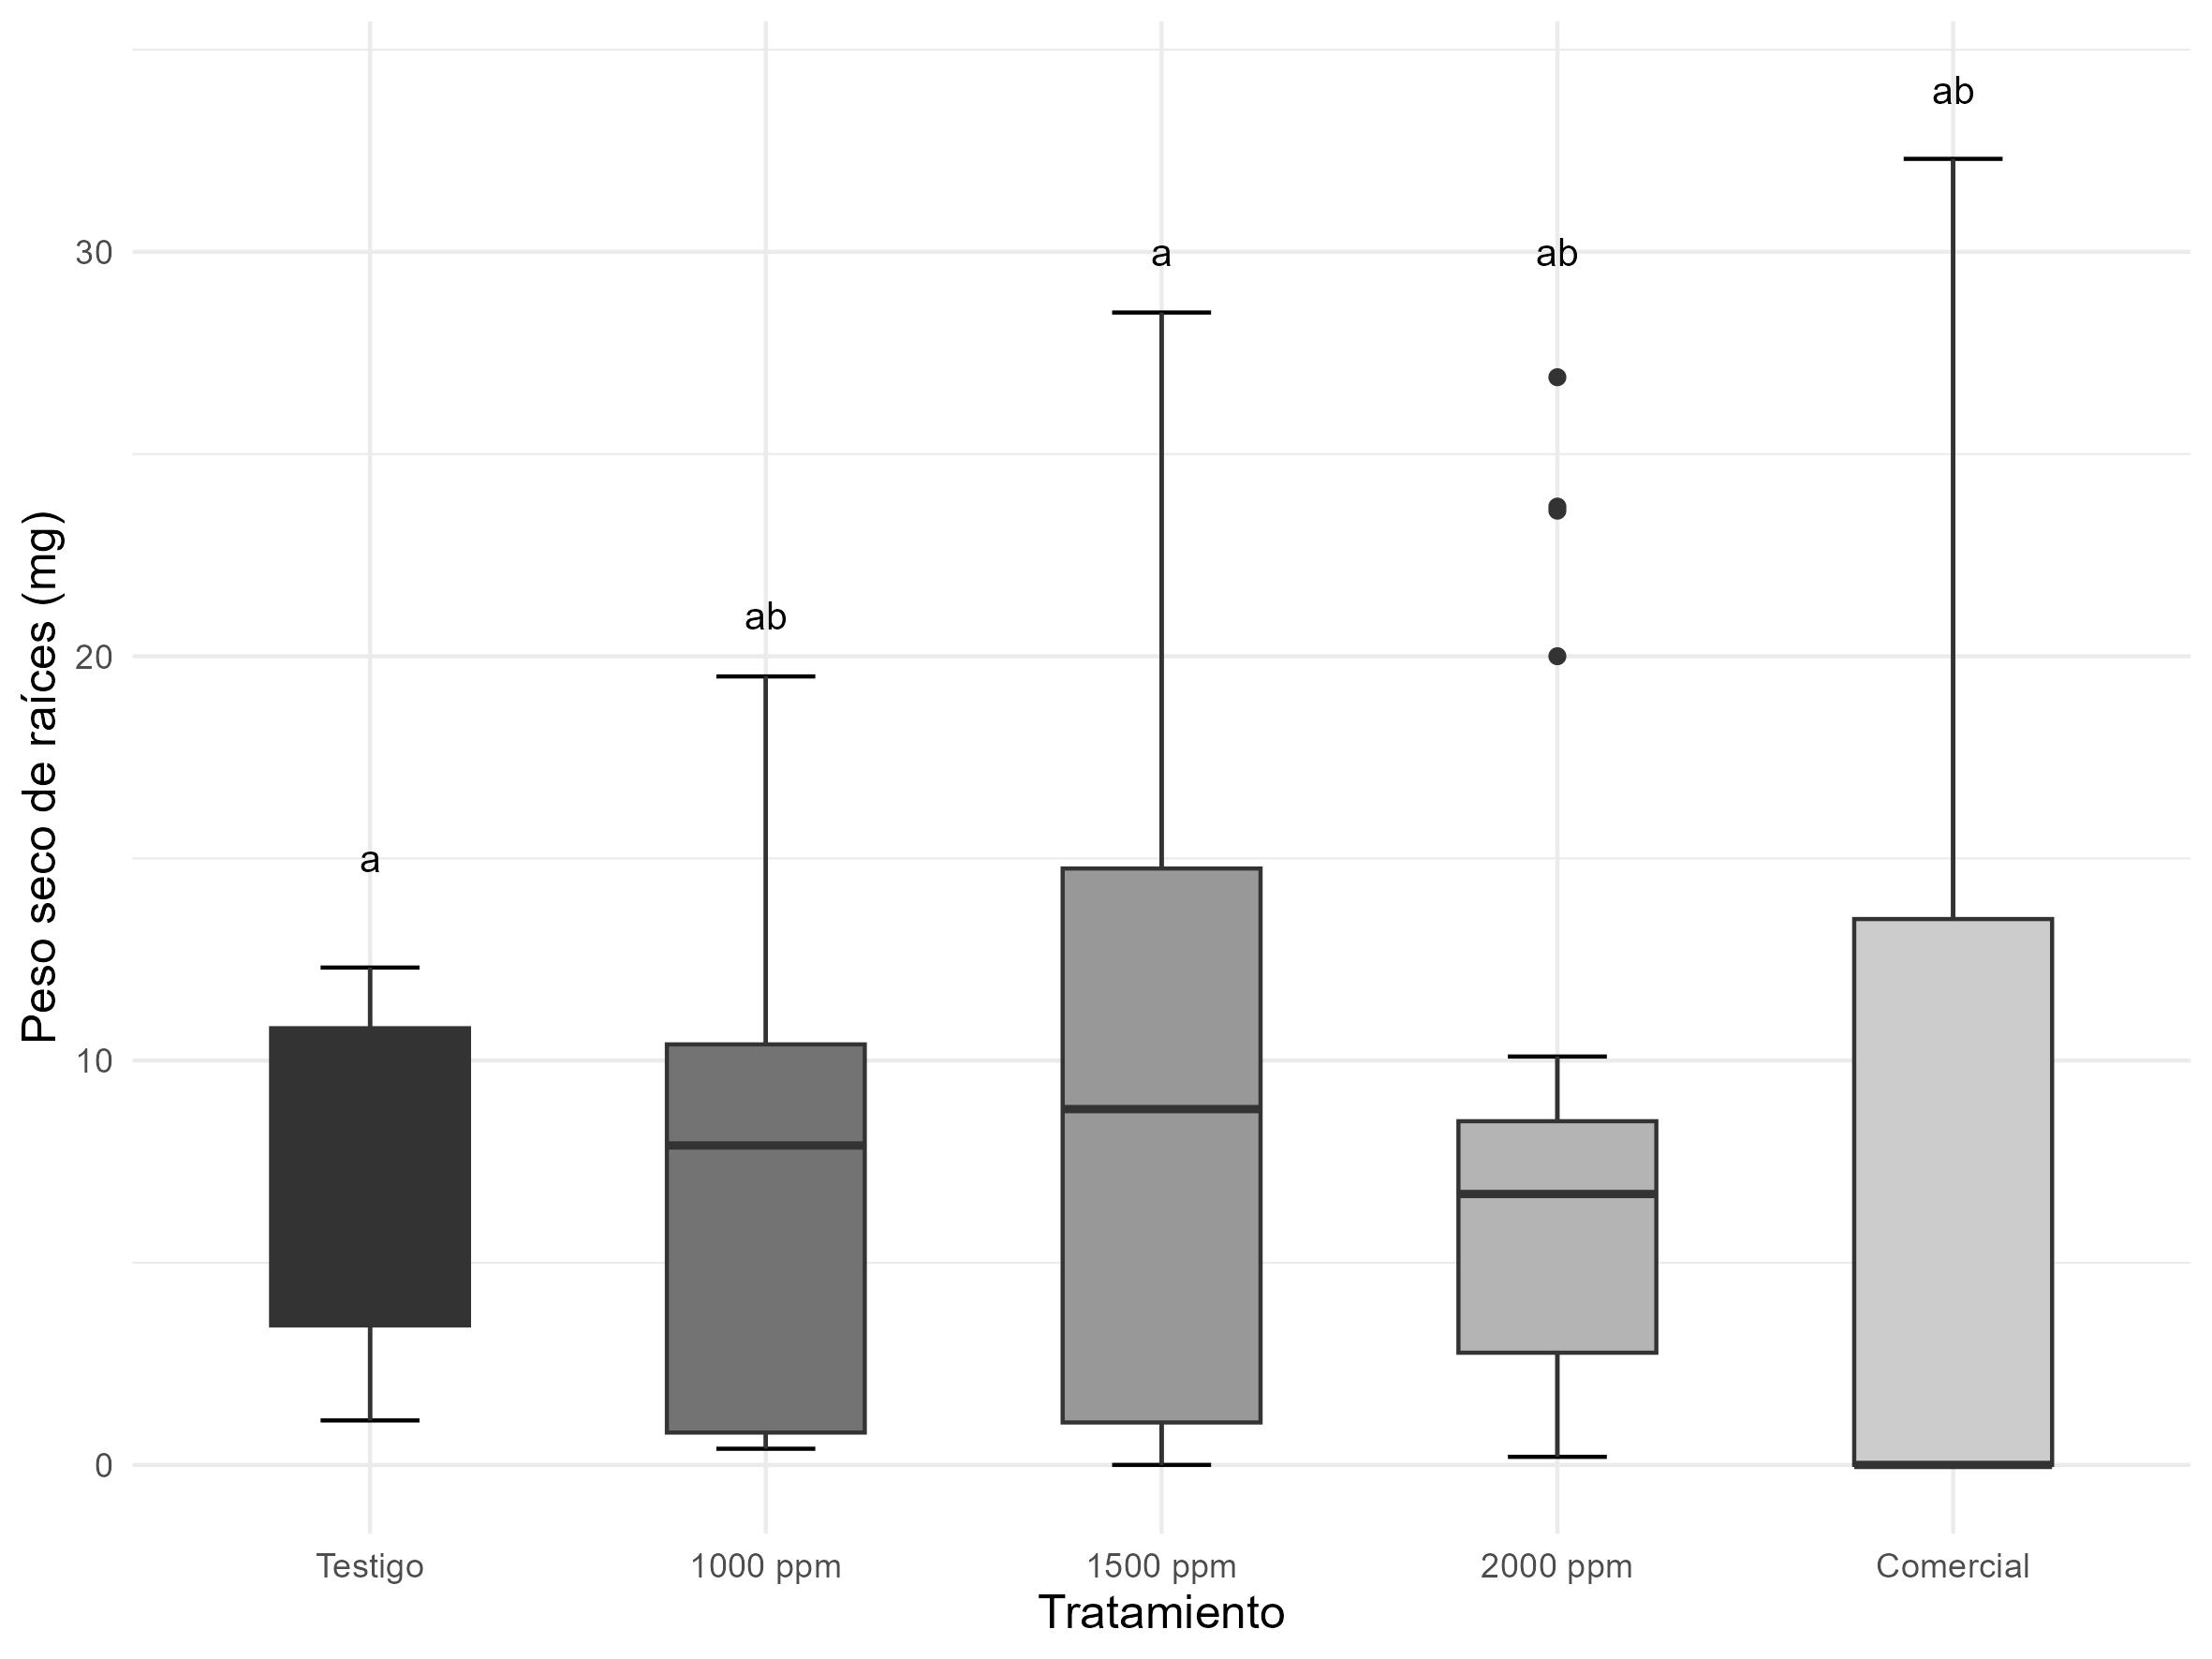 ab
30
a
ab
20
ab
a
10
0
Peso seco de raíces (mg)
Testigo
1000 ppm
1500 ppm
2000 ppm
Comercial
Tratamiento